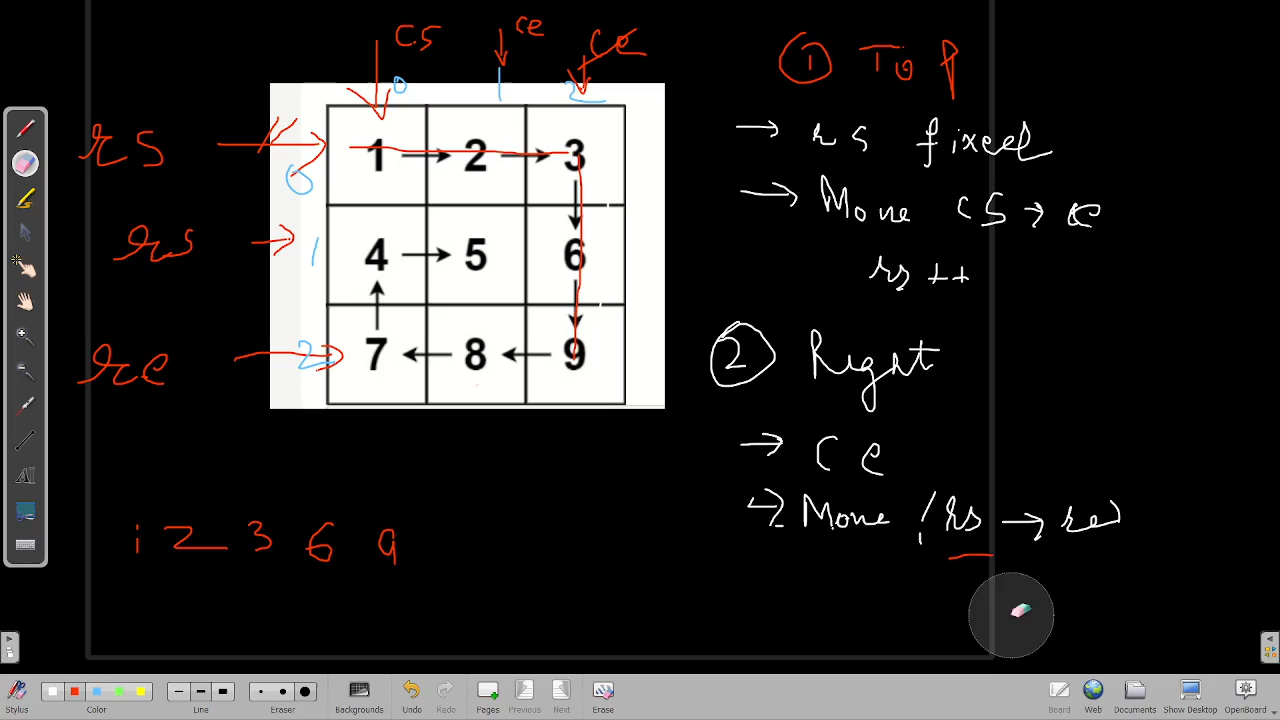 cs ce ce
0 1 2
rs 0
rs 1
re 2
1 2 3
4 5 6
7 8 9
1 2 3 6 9
① Top
→ rs fixed
→ Move cs → ce
rs ++
② Right
→ ce
→ Move (rs → re)
Color
Line
Eraser
Backgrounds
Undo
Redo
Pages
Previous
Next
Erase
Board
Web
Documents
Show Desktop
OpenBoard